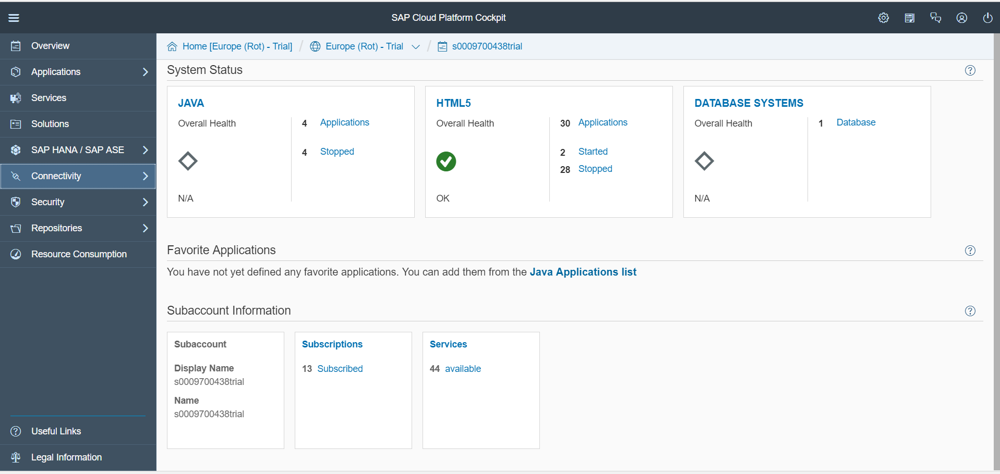 SAP Cloud Platform Cockpit
Overview
Applications
Services
Solutions
SAP HANA / SAP ASE
Connectivity
Security
Repositories
Resource Consumption
Useful Links
Legal Information
Home [Europe (Rot) - Trial] / Europe (Rot) - Trial / s0009700438trial
System Status
JAVA
Overall Health
N/A
4 Applications
4 Stopped
HTML5
Overall Health
OK
30 Applications
2 Started
28 Stopped
DATABASE SYSTEMS
Overall Health
N/A
1 Database
Favorite Applications
You have not yet defined any favorite applications. You can add them from the Java Applications list
Subaccount Information
Subaccount
Display Name
s0009700438trial
Name
s0009700438trial
Subscriptions
13 Subscribed
Services
44 available